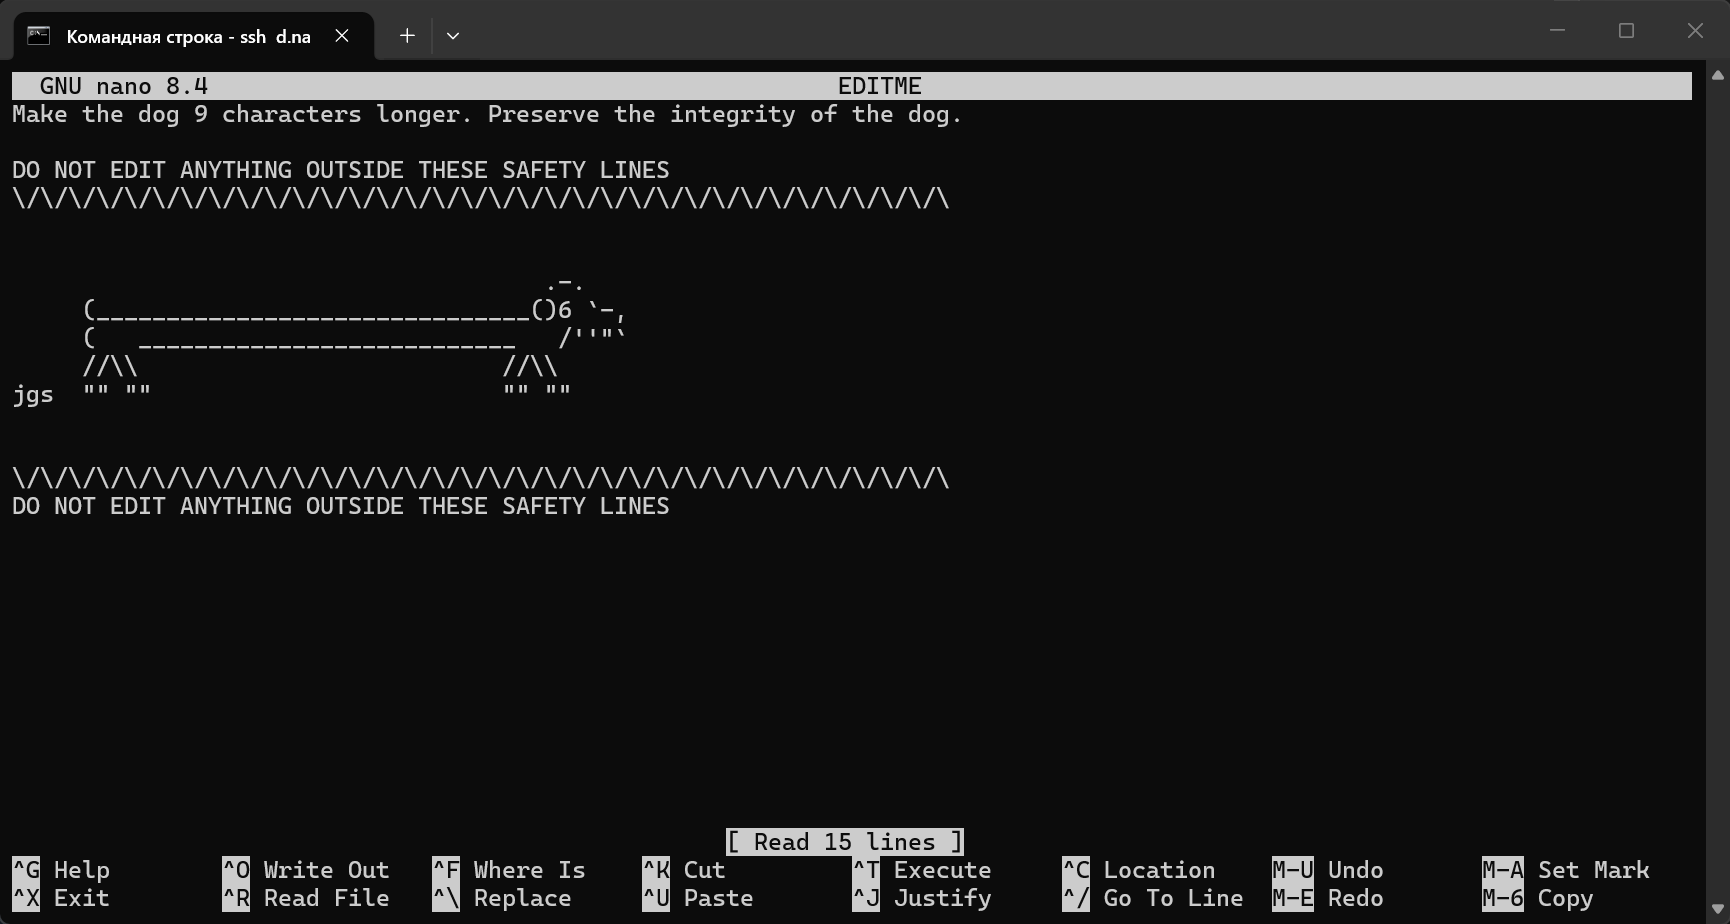 Командная строка - ssh  d.na
GNU nano 8.4 EDITME
Make the dog 9 characters longer. Preserve the integrity of the dog.
DO NOT EDIT ANYTHING OUTSIDE THESE SAFETY LINES
\/\/\/\/\/\/\/\/\/\/\/\/\/\/\/\/\/\/\/\/\/\/\/\/\/\/\/\/\/\/\/\/\/\
                                      .-.
     (_______________________________()6 `-,
     (   ___________________________   /''"`
     //\\                          //\\
jgs  "" ""                         "" ""
\/\/\/\/\/\/\/\/\/\/\/\/\/\/\/\/\/\/\/\/\/\/\/\/\/\/\/\/\/\/\/\/\/\
DO NOT EDIT ANYTHING OUTSIDE THESE SAFETY LINES
[ Read 15 lines ]
^G Help ^O Write Out ^F Where Is ^K Cut ^T Execute ^C Location M-U Undo M-A Set Mark
^X Exit ^R Read File ^\ Replace ^U Paste ^J Justify ^/ Go To Line M-E Redo M-6 Copy